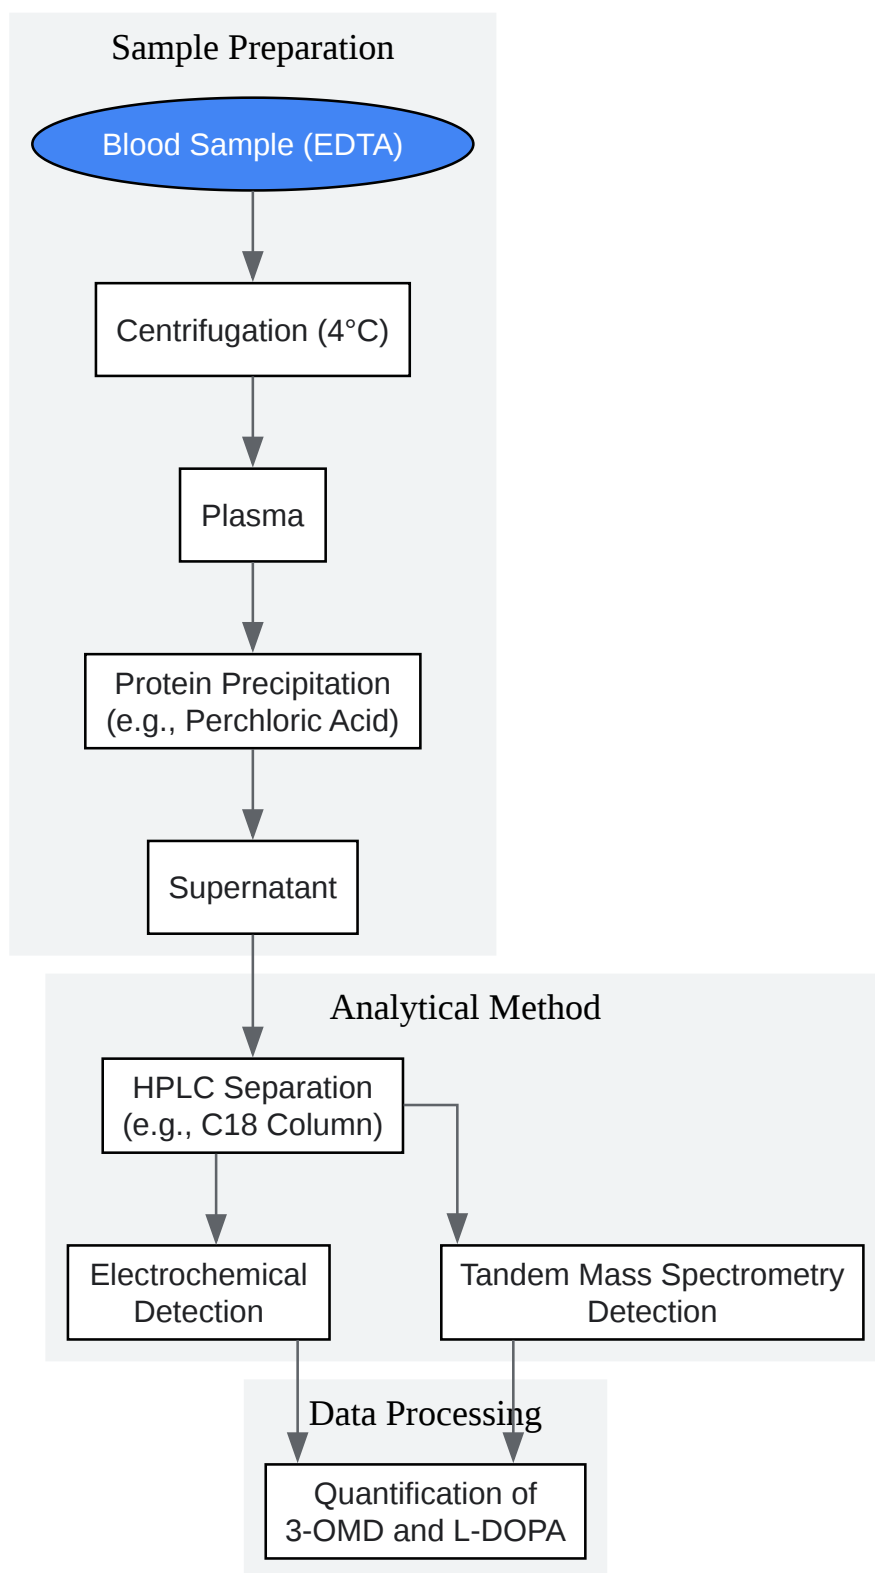 Sample Preparation
Blood Sample (EDTA)
Centrifugation (4°C)
Plasma
Protein Precipitation
(e.g., Perchloric Acid)
Supernatant
Analytical Method
HPLC Separation
(e.g., C18 Column)
Electrochemical
Detection
Tandem Mass Spectrometry
Detection
Data Processing
Quantification of
3-OMD and L-DOPA